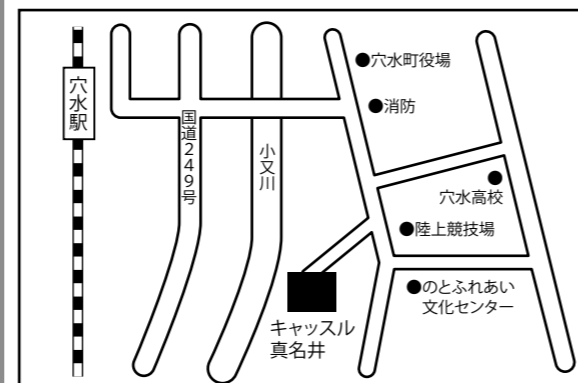 穴水駅
国道249号
小又川
●穴水町役場
●消防
穴水高校
●陸上競技場
●のとふれあい
文化センター
キャッスル
真名井